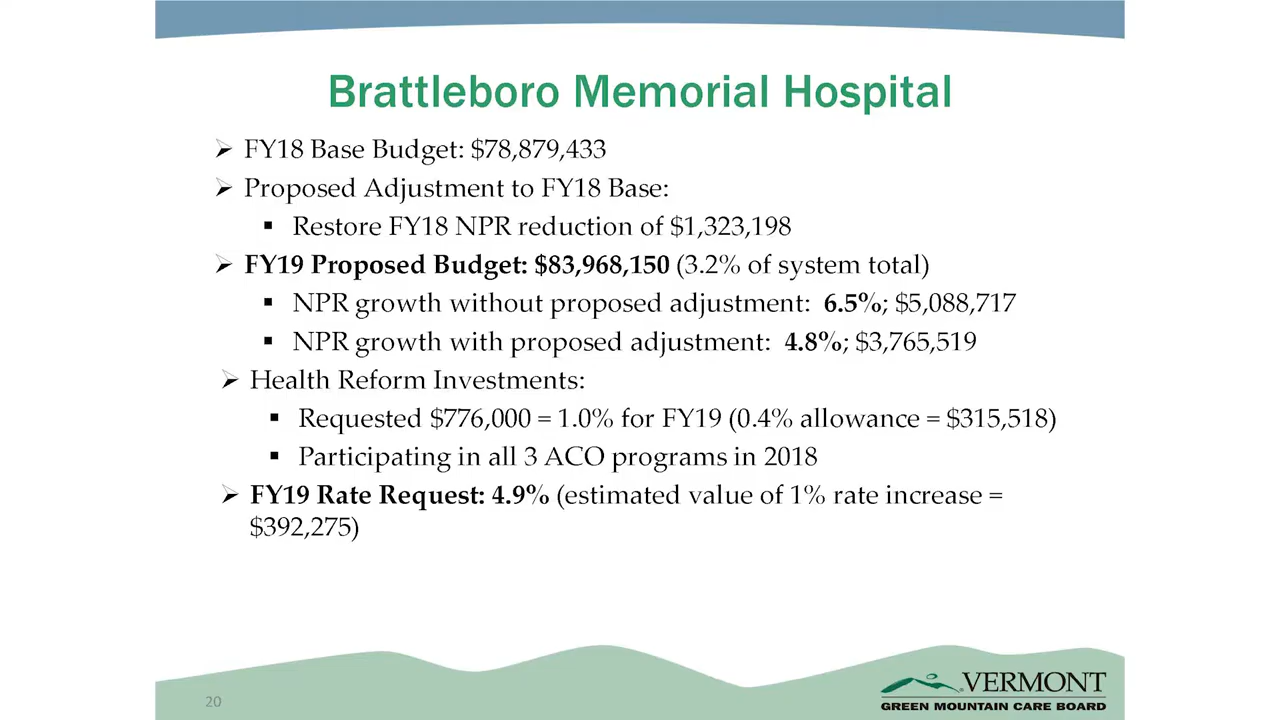 Brattleboro Memorial Hospital
➢ FY18 Base Budget: $78,879,433
➢ Proposed Adjustment to FY18 Base:
▪ Restore FY18 NPR reduction of $1,323,198
➢ FY19 Proposed Budget: $83,968,150 (3.2% of system total)
▪ NPR growth without proposed adjustment: 6.5%; $5,088,717
▪ NPR growth with proposed adjustment: 4.8%; $3,765,519
➢ Health Reform Investments:
▪ Requested $776,000 = 1.0% for FY19 (0.4% allowance = $315,518)
▪ Participating in all 3 ACO programs in 2018
➢ FY19 Rate Request: 4.9% (estimated value of 1% rate increase =
$392,275)
20
VERMONT
GREEN MOUNTAIN CARE BOARD